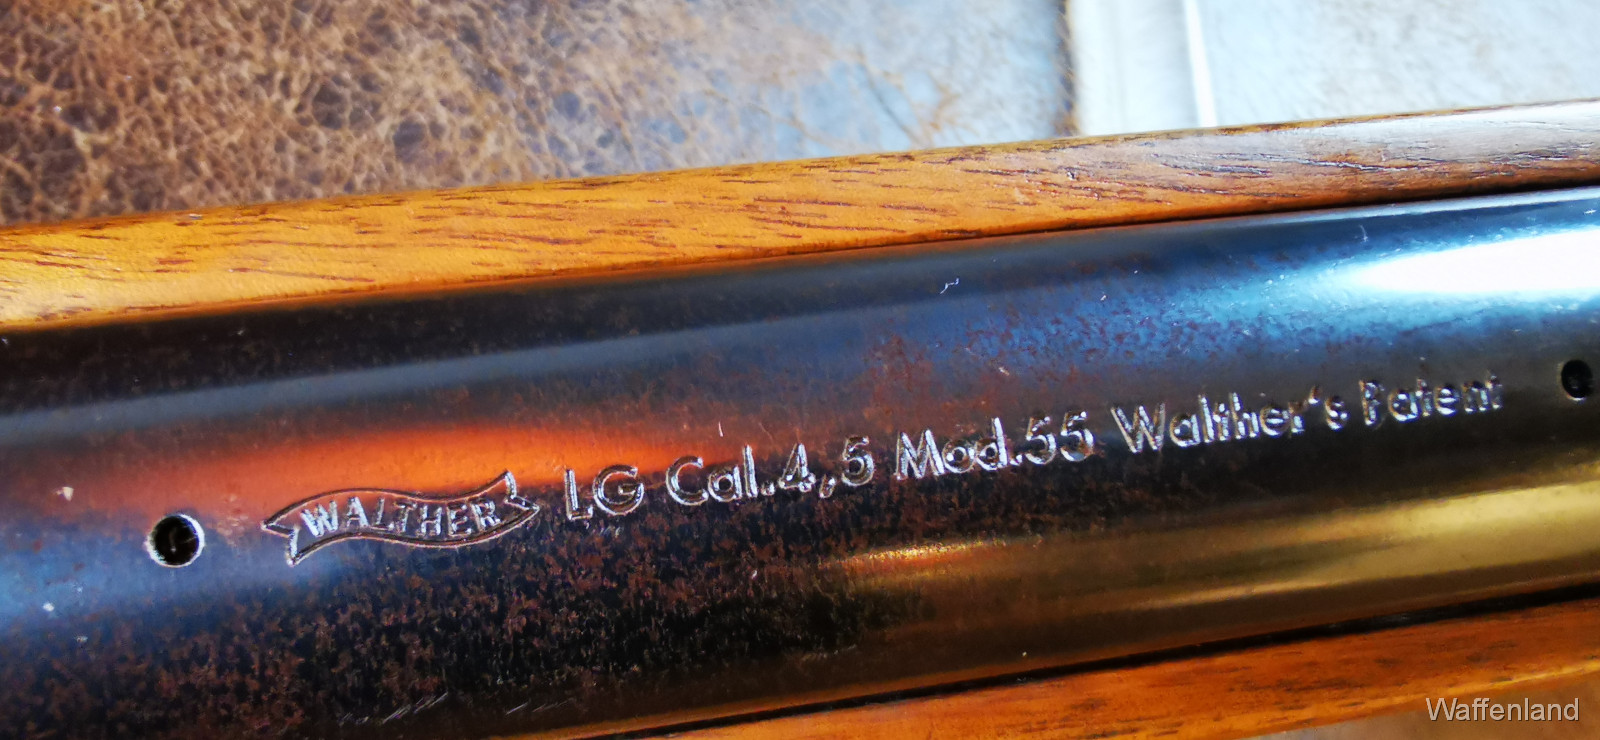 WALTHER LG Cal.4,5 Mod.55 Walther's Patent
Waffenland